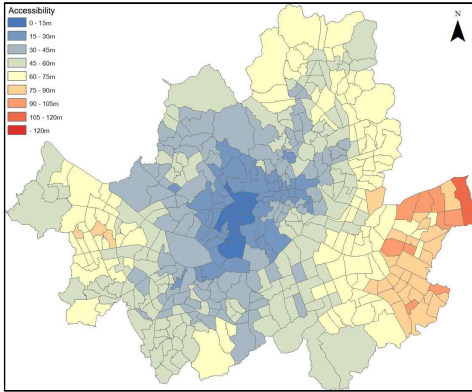 Accessibility
N
0 - 15m
15 - 30m
30 - 45m
45 - 60m
60 - 75m
75 - 90m
90 - 105m
105 - 120m
- 120m